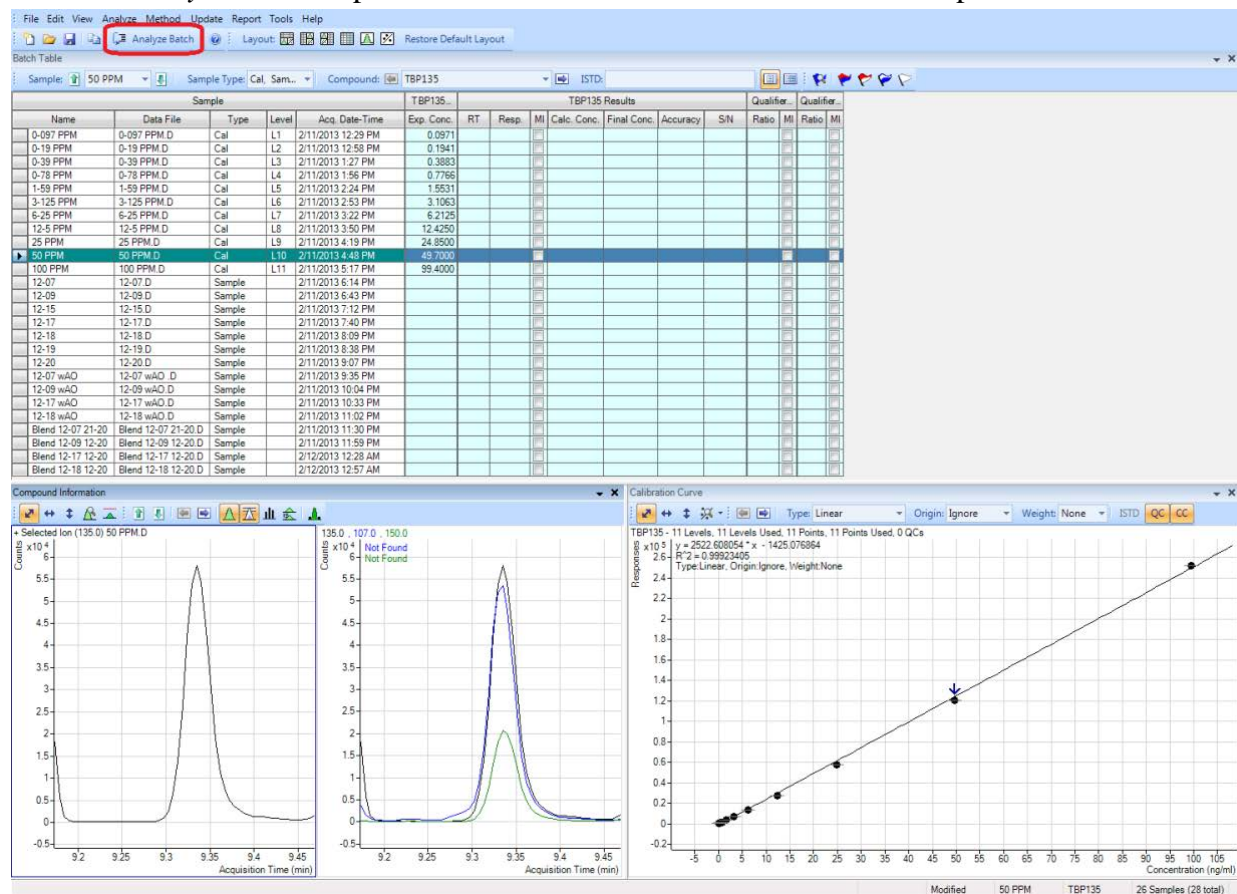 File Edit View Analyze Method Update Report Tools Help
Analyze Batch Layout: Restore Default Layout
Batch Table
Sample: 50 PPM Sample Type: Cal, Sam... Compound: TBP135 ISTD:
Sample TBP135... TBP135 Results Qualifier... Qualifier...
Name Data File Type Level Acq. Date-Time Exp. Conc. RT Resp. MI Calc. Conc. Final Conc. Accuracy S/N Ratio MI Ratio MI
0-097 PPM 0-097 PPM.D Cal L1 2/11/2013 12:29 PM 0.0971
0-19 PPM 0-19 PPM.D Cal L2 2/11/2013 12:58 PM 0.1941
0-39 PPM 0-39 PPM.D Cal L3 2/11/2013 1:27 PM 0.3883
0-78 PPM 0-78 PPM.D Cal L4 2/11/2013 1:56 PM 0.7766
1-59 PPM 1-59 PPM.D Cal L5 2/11/2013 2:24 PM 1.5531
3-125 PPM 3-125 PPM.D Cal L6 2/11/2013 2:53 PM 3.1063
6-25 PPM 6-25 PPM.D Cal L7 2/11/2013 3:22 PM 6.2125
12-5 PPM 12-5 PPM.D Cal L8 2/11/2013 3:50 PM 12.4250
25 PPM 25 PPM.D Cal L9 2/11/2013 4:19 PM 24.8500
50 PPM 50 PPM.D Cal L10 2/11/2013 4:48 PM 49.7000
100 PPM 100 PPM.D Cal L11 2/11/2013 5:17 PM 99.4000
12-07 12-07.D Sample 2/11/2013 6:14 PM
12-09 12-09.D Sample 2/11/2013 6:43 PM
12-15 12-15.D Sample 2/11/2013 7:12 PM
12-17 12-17.D Sample 2/11/2013 7:40 PM
12-18 12-18.D Sample 2/11/2013 8:09 PM
12-19 12-19.D Sample 2/11/2013 8:38 PM
12-20 12-20.D Sample 2/11/2013 9:07 PM
12-07 wAO 12-07 wAO .D Sample 2/11/2013 9:35 PM
12-09 wAO 12-09 wAO.D Sample 2/11/2013 10:04 PM
12-17 wAO 12-17 wAO.D Sample 2/11/2013 10:33 PM
12-18 wAO 12-18 wAO.D Sample 2/11/2013 11:02 PM
Blend 12-07 21-20 Blend 12-07 21-20.D Sample 2/11/2013 11:30 PM
Blend 12-09 12-20 Blend 12-09 12-20.D Sample 2/11/2013 11:59 PM
Blend 12-17 12-20 Blend 12-17 12-20.D Sample 2/12/2013 12:28 AM
Blend 12-18 12-20 Blend 12-18 12-20.D Sample 2/12/2013 12:57 AM
Compound Information
+ Selected Ion (135.0) 50 PPM.D
Counts x10 4
6-
5.5-
5-
4.5-
4-
3.5-
3-
2.5-
2-
1.5-
1-
0.5-
0-
-0.5-
9.2 9.25 9.3 9.35 9.4 9.45
Acquisition Time (min)
135.0 , 107.0 , 150.0
Counts x10 4
Not Found
Not Found
6-
5.5-
5-
4.5-
4-
3.5-
3-
2.5-
2-
1.5-
1-
0.5-
0-
-0.5-
9.2 9.25 9.3 9.35 9.4 9.45
Acquisition Time (min)
Calibration Curve
Type: Linear Origin: Ignore Weight: None ISTD QC CC
TBP135 - 11 Levels, 11 Levels Used, 11 Points, 11 Points Used, 0 QCs
Responses x10 5
y = 2522.608054 * x - 1425.076864
R^2 = 0.99923405
Type:Linear, Origin:Ignore, Weight:None
2.6-
2.4-
2.2-
2-
1.8-
1.6-
1.4-
1.2-
1-
0.8-
0.6-
0.4-
0.2-
0-
-0.2-
-5 0 5 10 15 20 25 30 35 40 45 50 55 60 65 70 75 80 85 90 95 100 105
Concentration (ng/ml)
Modified 50 PPM TBP135 26 Samples (28 total)